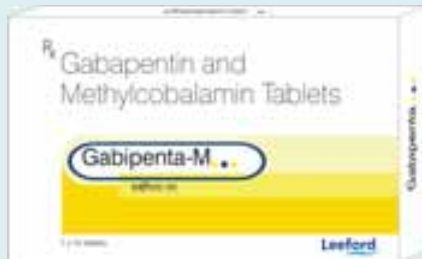 Rx Gabapentin and
Methylcobalamin Tablets
Gabipenta-M
Leeford
Gabipenta